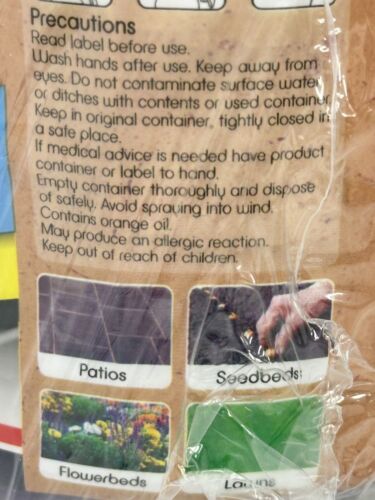 Precautions
Read label before use.
Wash hands after use. Keep away from
eyes. Do not contaminate surface water
or ditches with contents or used container.
Keep in original container, tightly closed in
a safe place.
If medical advice is needed have product
container or label to hand.
Empty container thoroughly and dispose
of safely. Avoid spraying into wind.
Contains orange oil.
May produce an allergic reaction.
Keep out of reach of children.
Patios
Seedbeds
Flowerbeds
Lawns